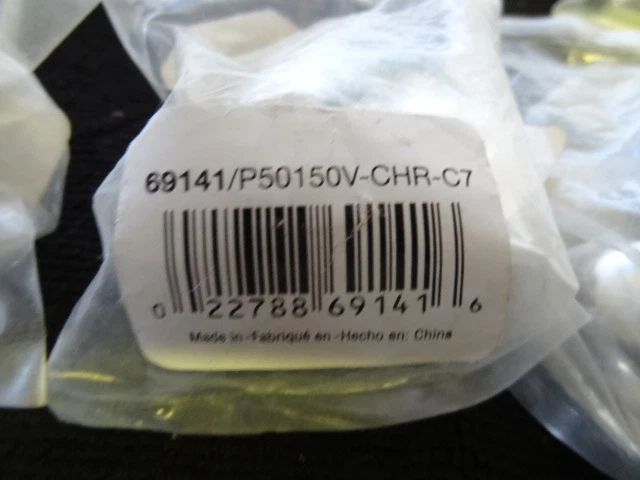 69141/P50150V-CHR-C7
0 22788 69141 6
Made in - Fabriqué en - Hecho en: China